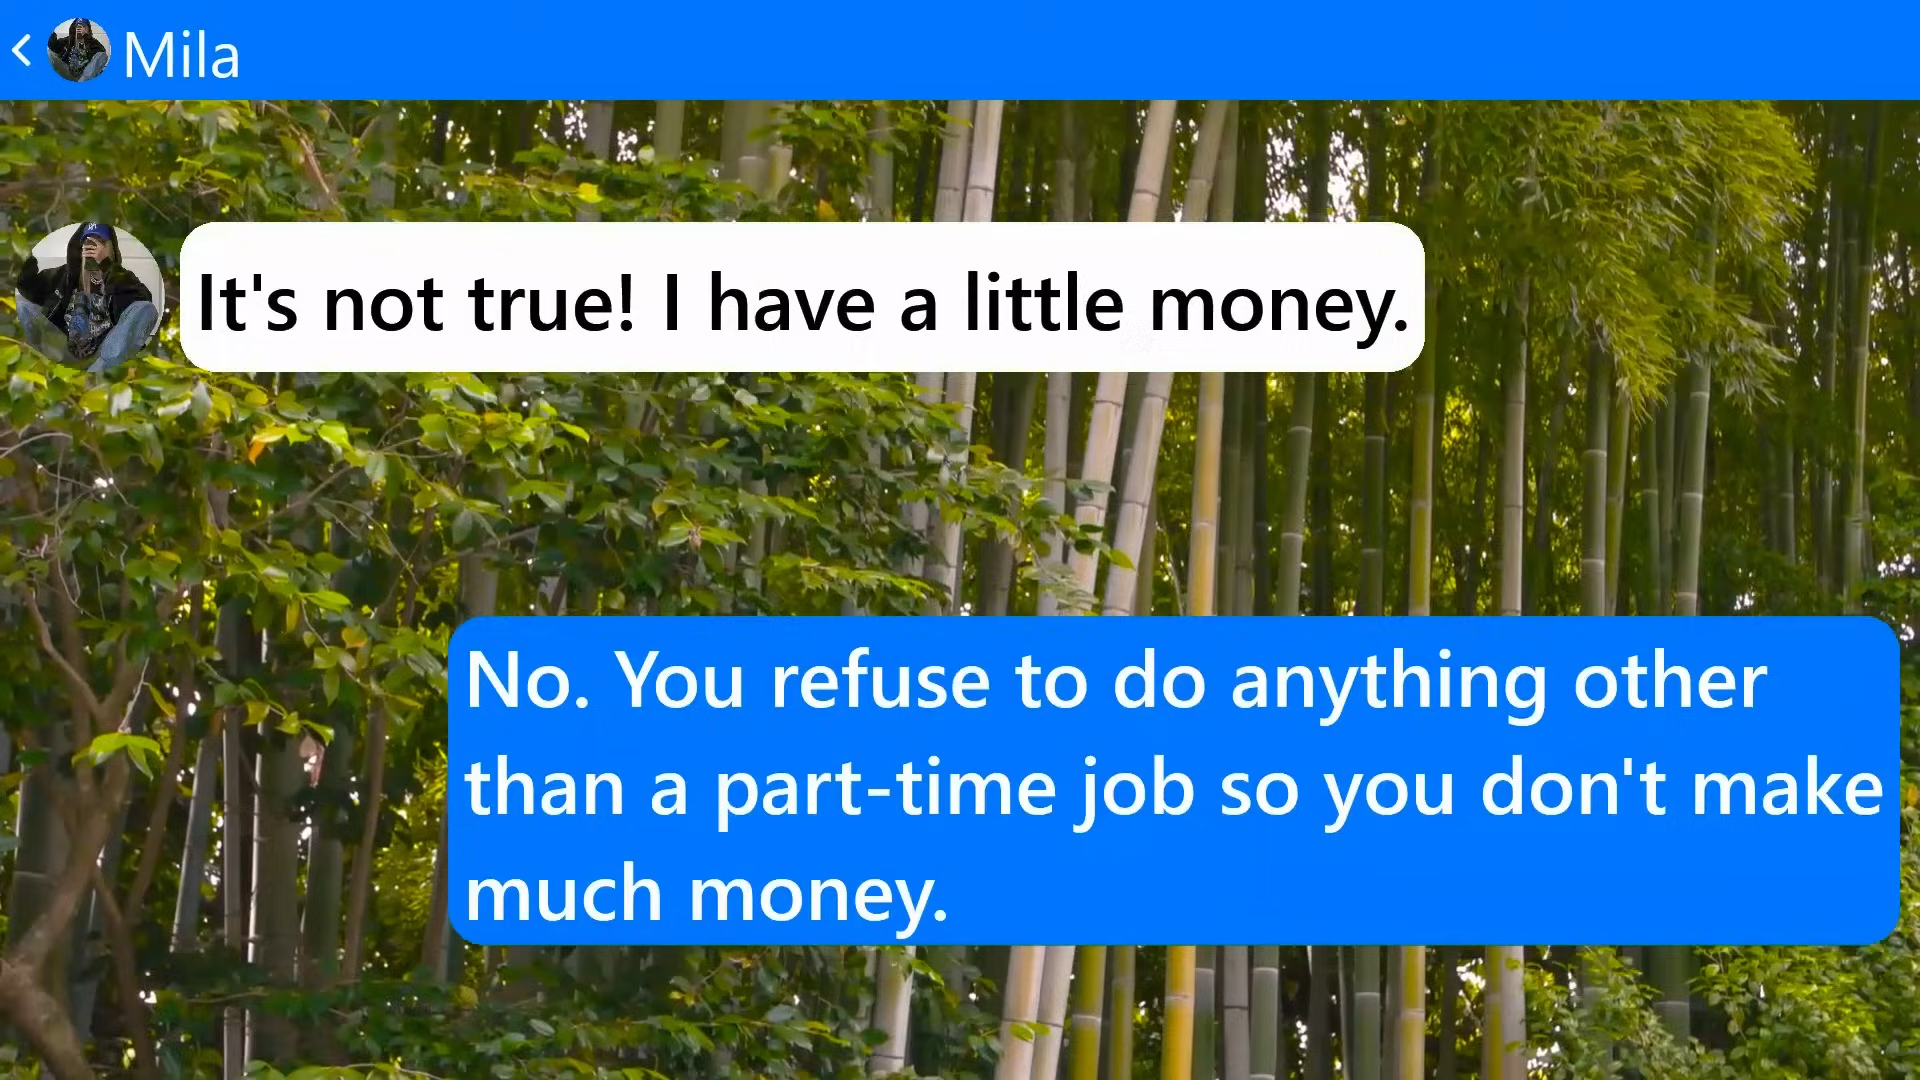 Mila
It's not true! I have a little money.
No. You refuse to do anything other
than a part-time job so you don't make
much money.